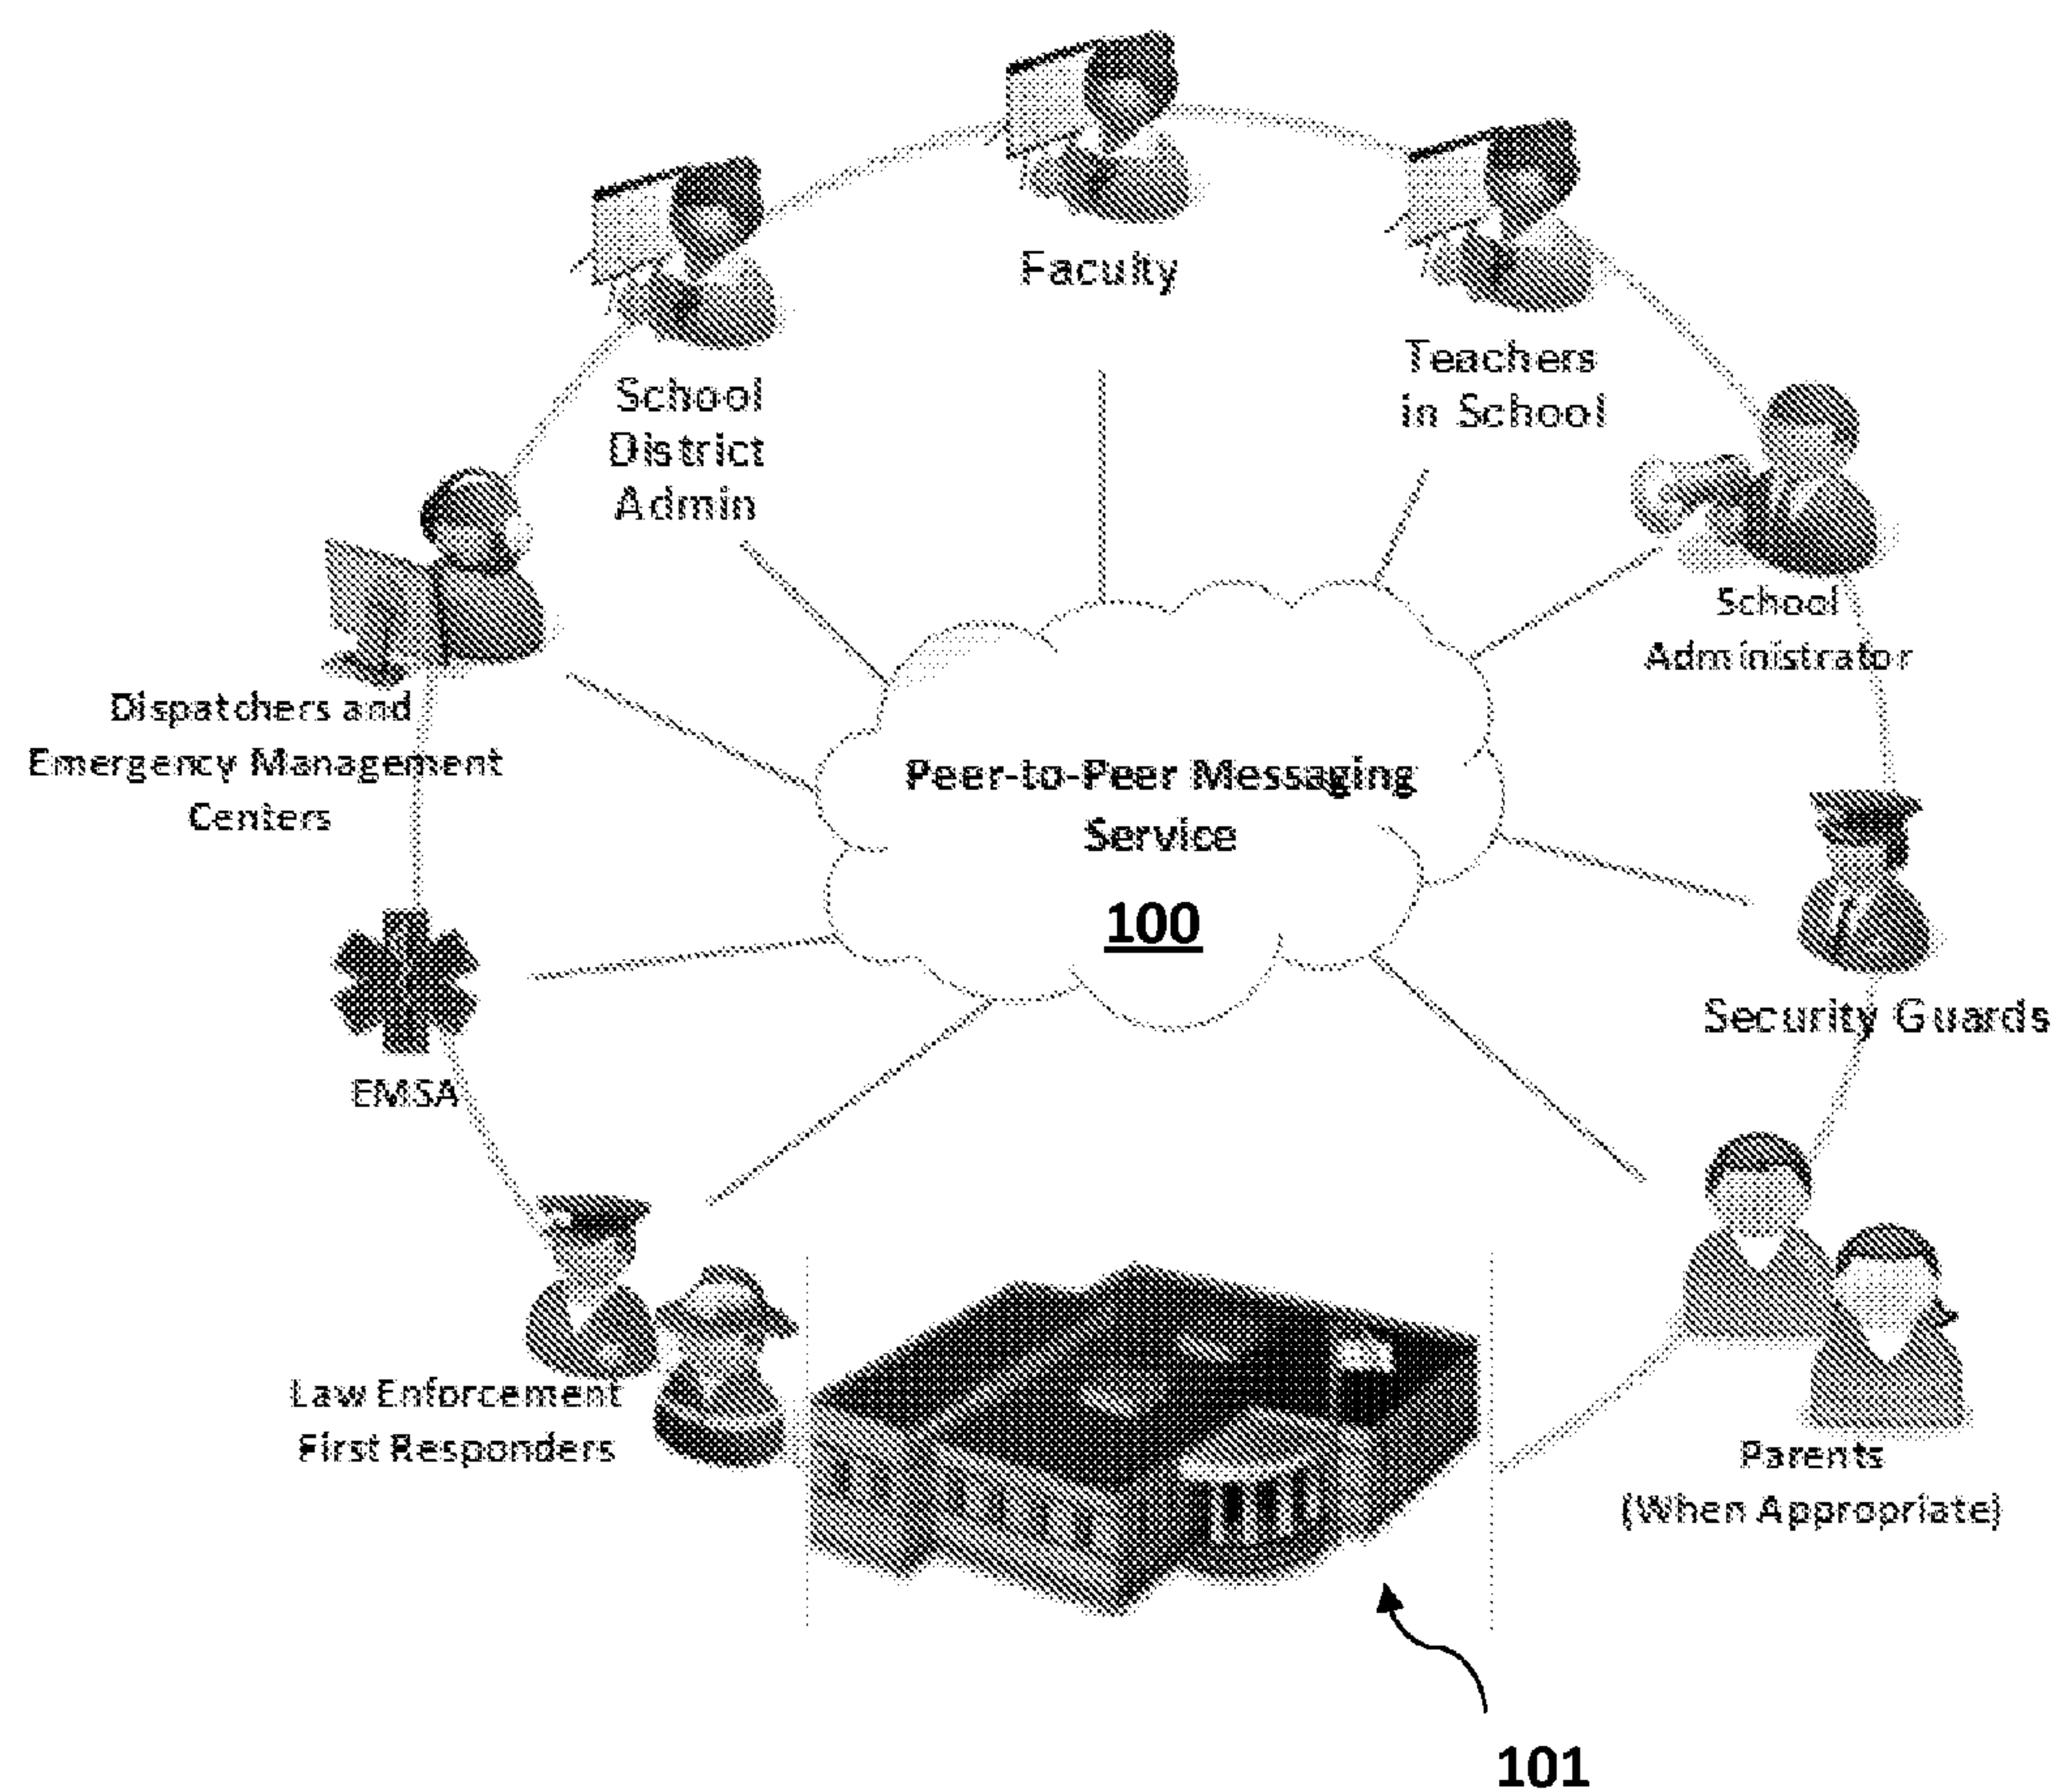 Faculty
Teachers
in School
School
District
Admin
School
Administrator
Dispatchers and
Emergency Management
Centers
Peer-to-Peer Messaging
Service
100
Security Guards
EMSA
Law Enforcement
First Responders
Parents
(When Appropriate)
101